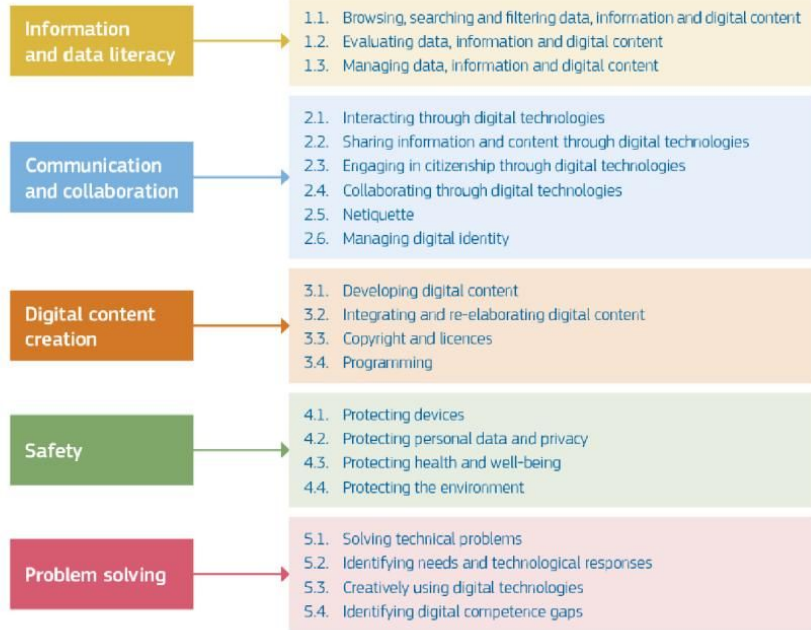 Information
and data literacy
1.1. Browsing, searching and filtering data, information and digital content
1.2. Evaluating data, information and digital content
1.3. Managing data, information and digital content
Communication
and collaboration
2.1. Interacting through digital technologies
2.2. Sharing information and content through digital technologies
2.3. Engaging in citizenship through digital technologies
2.4. Collaborating through digital technologies
2.5. Netiquette
2.6. Managing digital identity
Digital content
creation
3.1. Developing digital content
3.2. Integrating and re-elaborating digital content
3.3. Copyright and licences
3.4. Programming
Safety
4.1. Protecting devices
4.2. Protecting personal data and privacy
4.3. Protecting health and well-being
4.4. Protecting the environment
Problem solving
5.1. Solving technical problems
5.2. Identifying needs and technological responses
5.3. Creatively using digital technologies
5.4. Identifying digital competence gaps